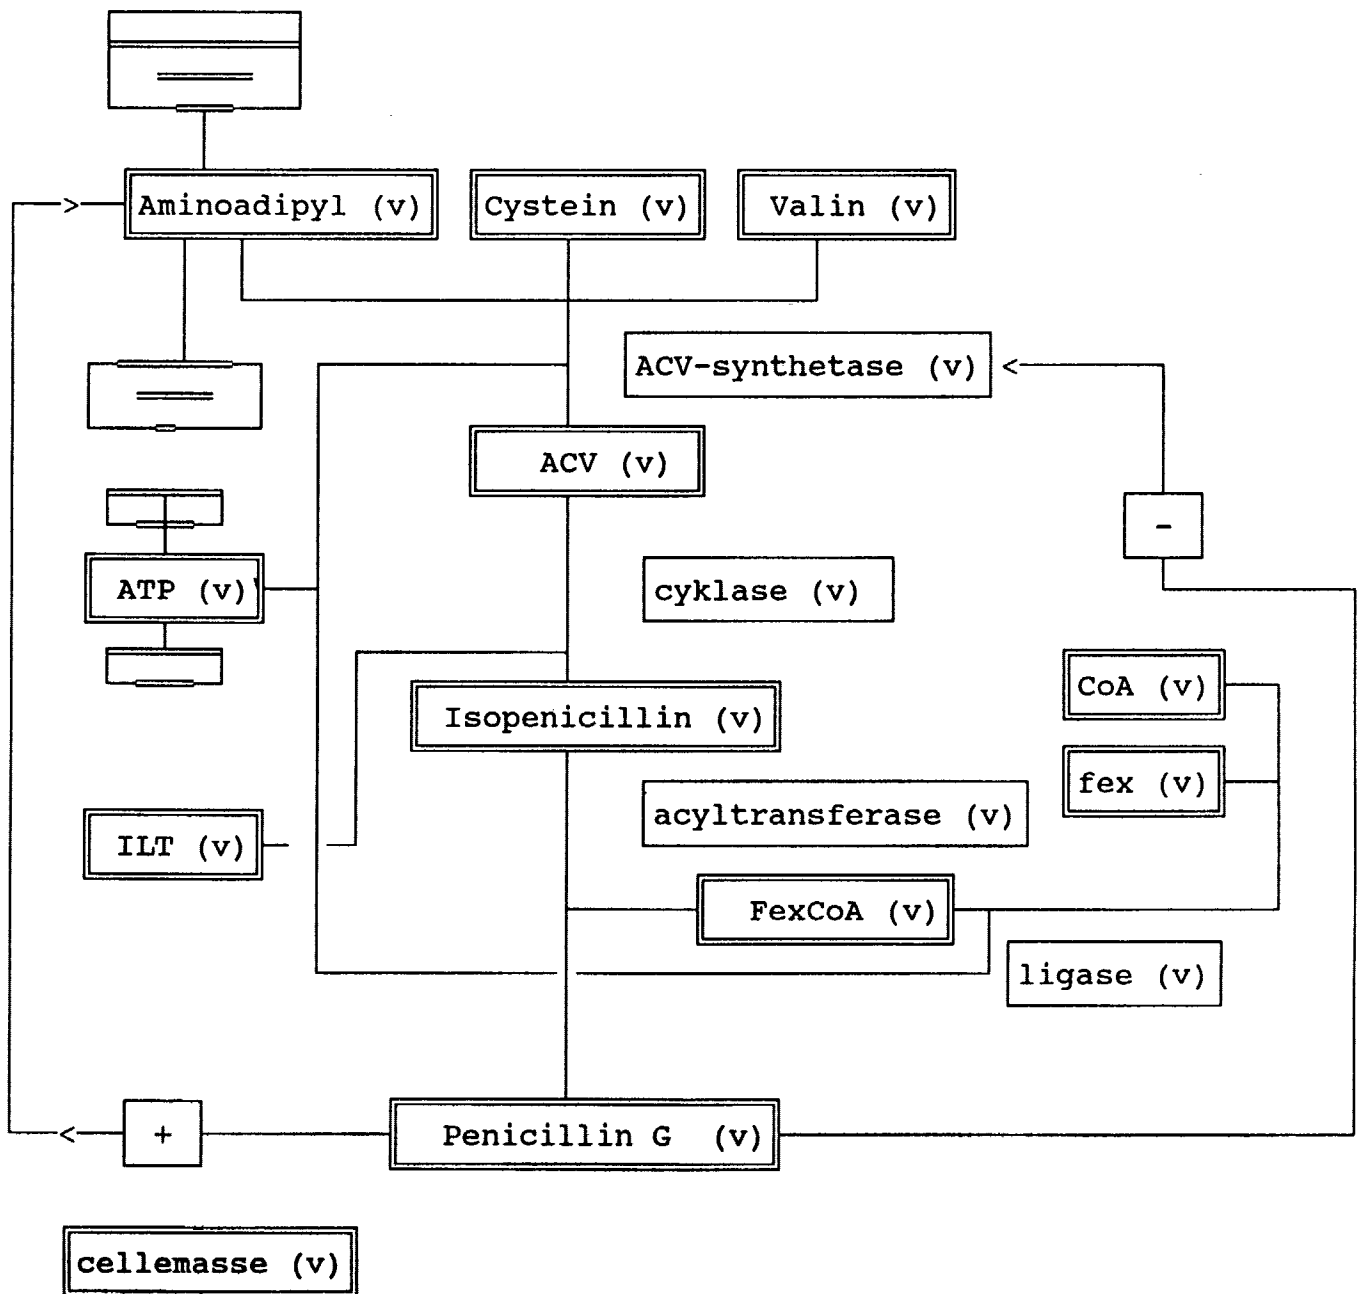 Aminoadipyl (v)
Cystein (v)
Valin (v)
ACV-synthetase (v)
ACV (v)
-
ATP (v)
cyklase (v)
CoA (v)
Isopenicillin (v)
fex (v)
acyltransferase (v)
ILT (v)
FexCoA (v)
ligase (v)
+
Penicillin G (v)
cellemasse (v)